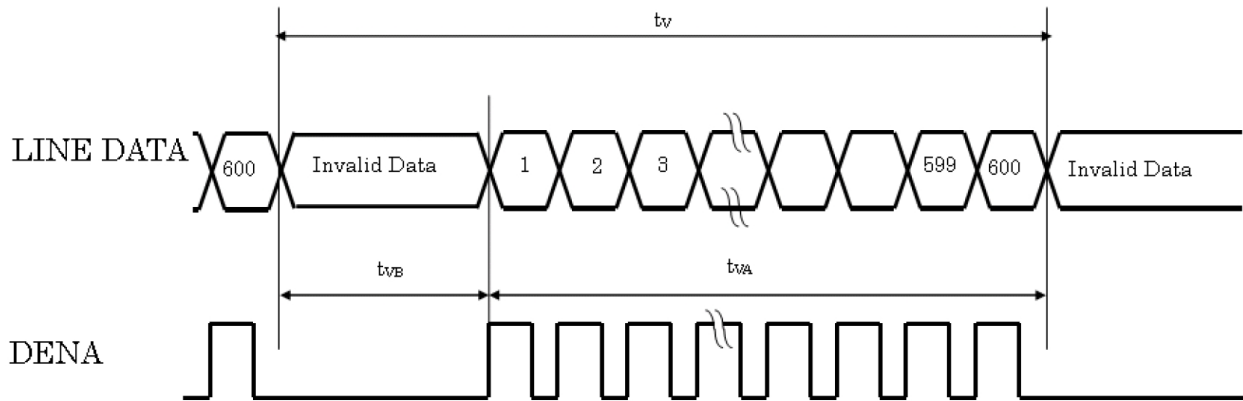 tV
LINE DATA
600
Invalid Data
1
2
3
599
600
Invalid Data
tVB
tVA
DENA